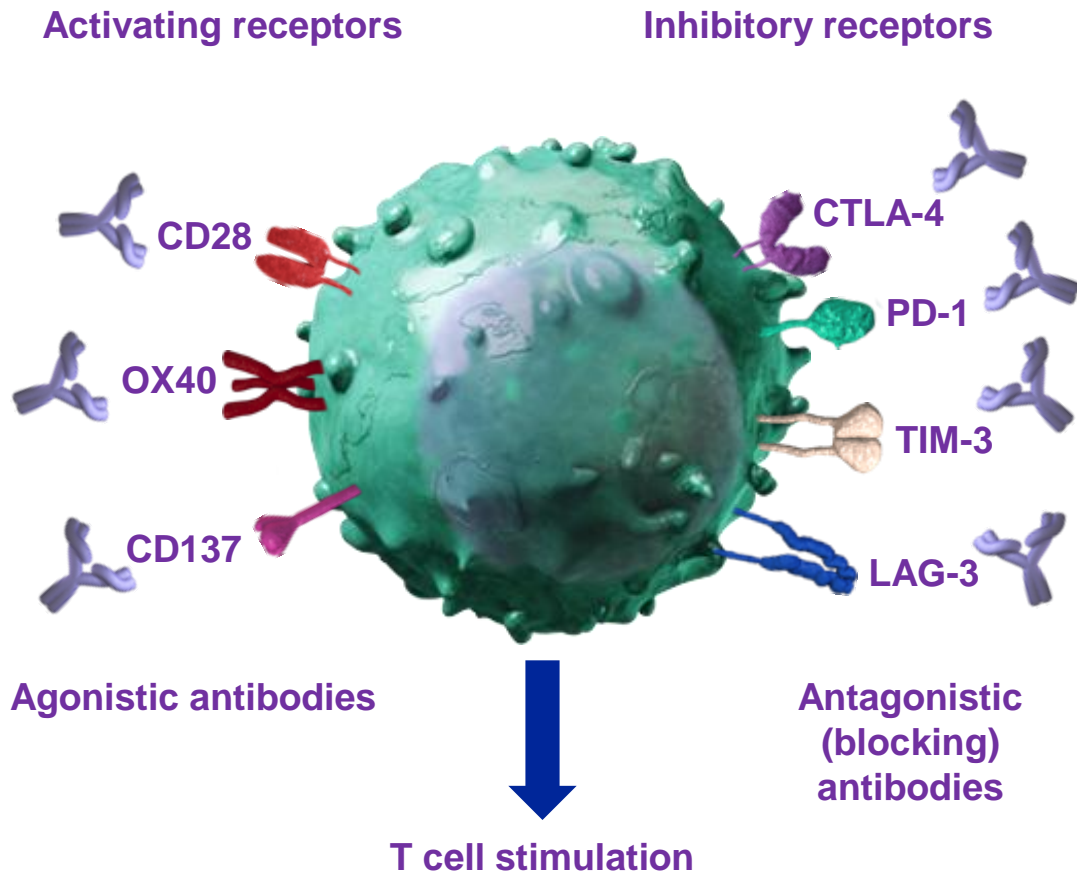 Activating receptors
Inhibitory receptors
CD28
CTLA-4
OX40
PD-1
TIM-3
CD137
LAG-3
Agonistic antibodies
Antagonistic
(blocking)
antibodies
T cell stimulation